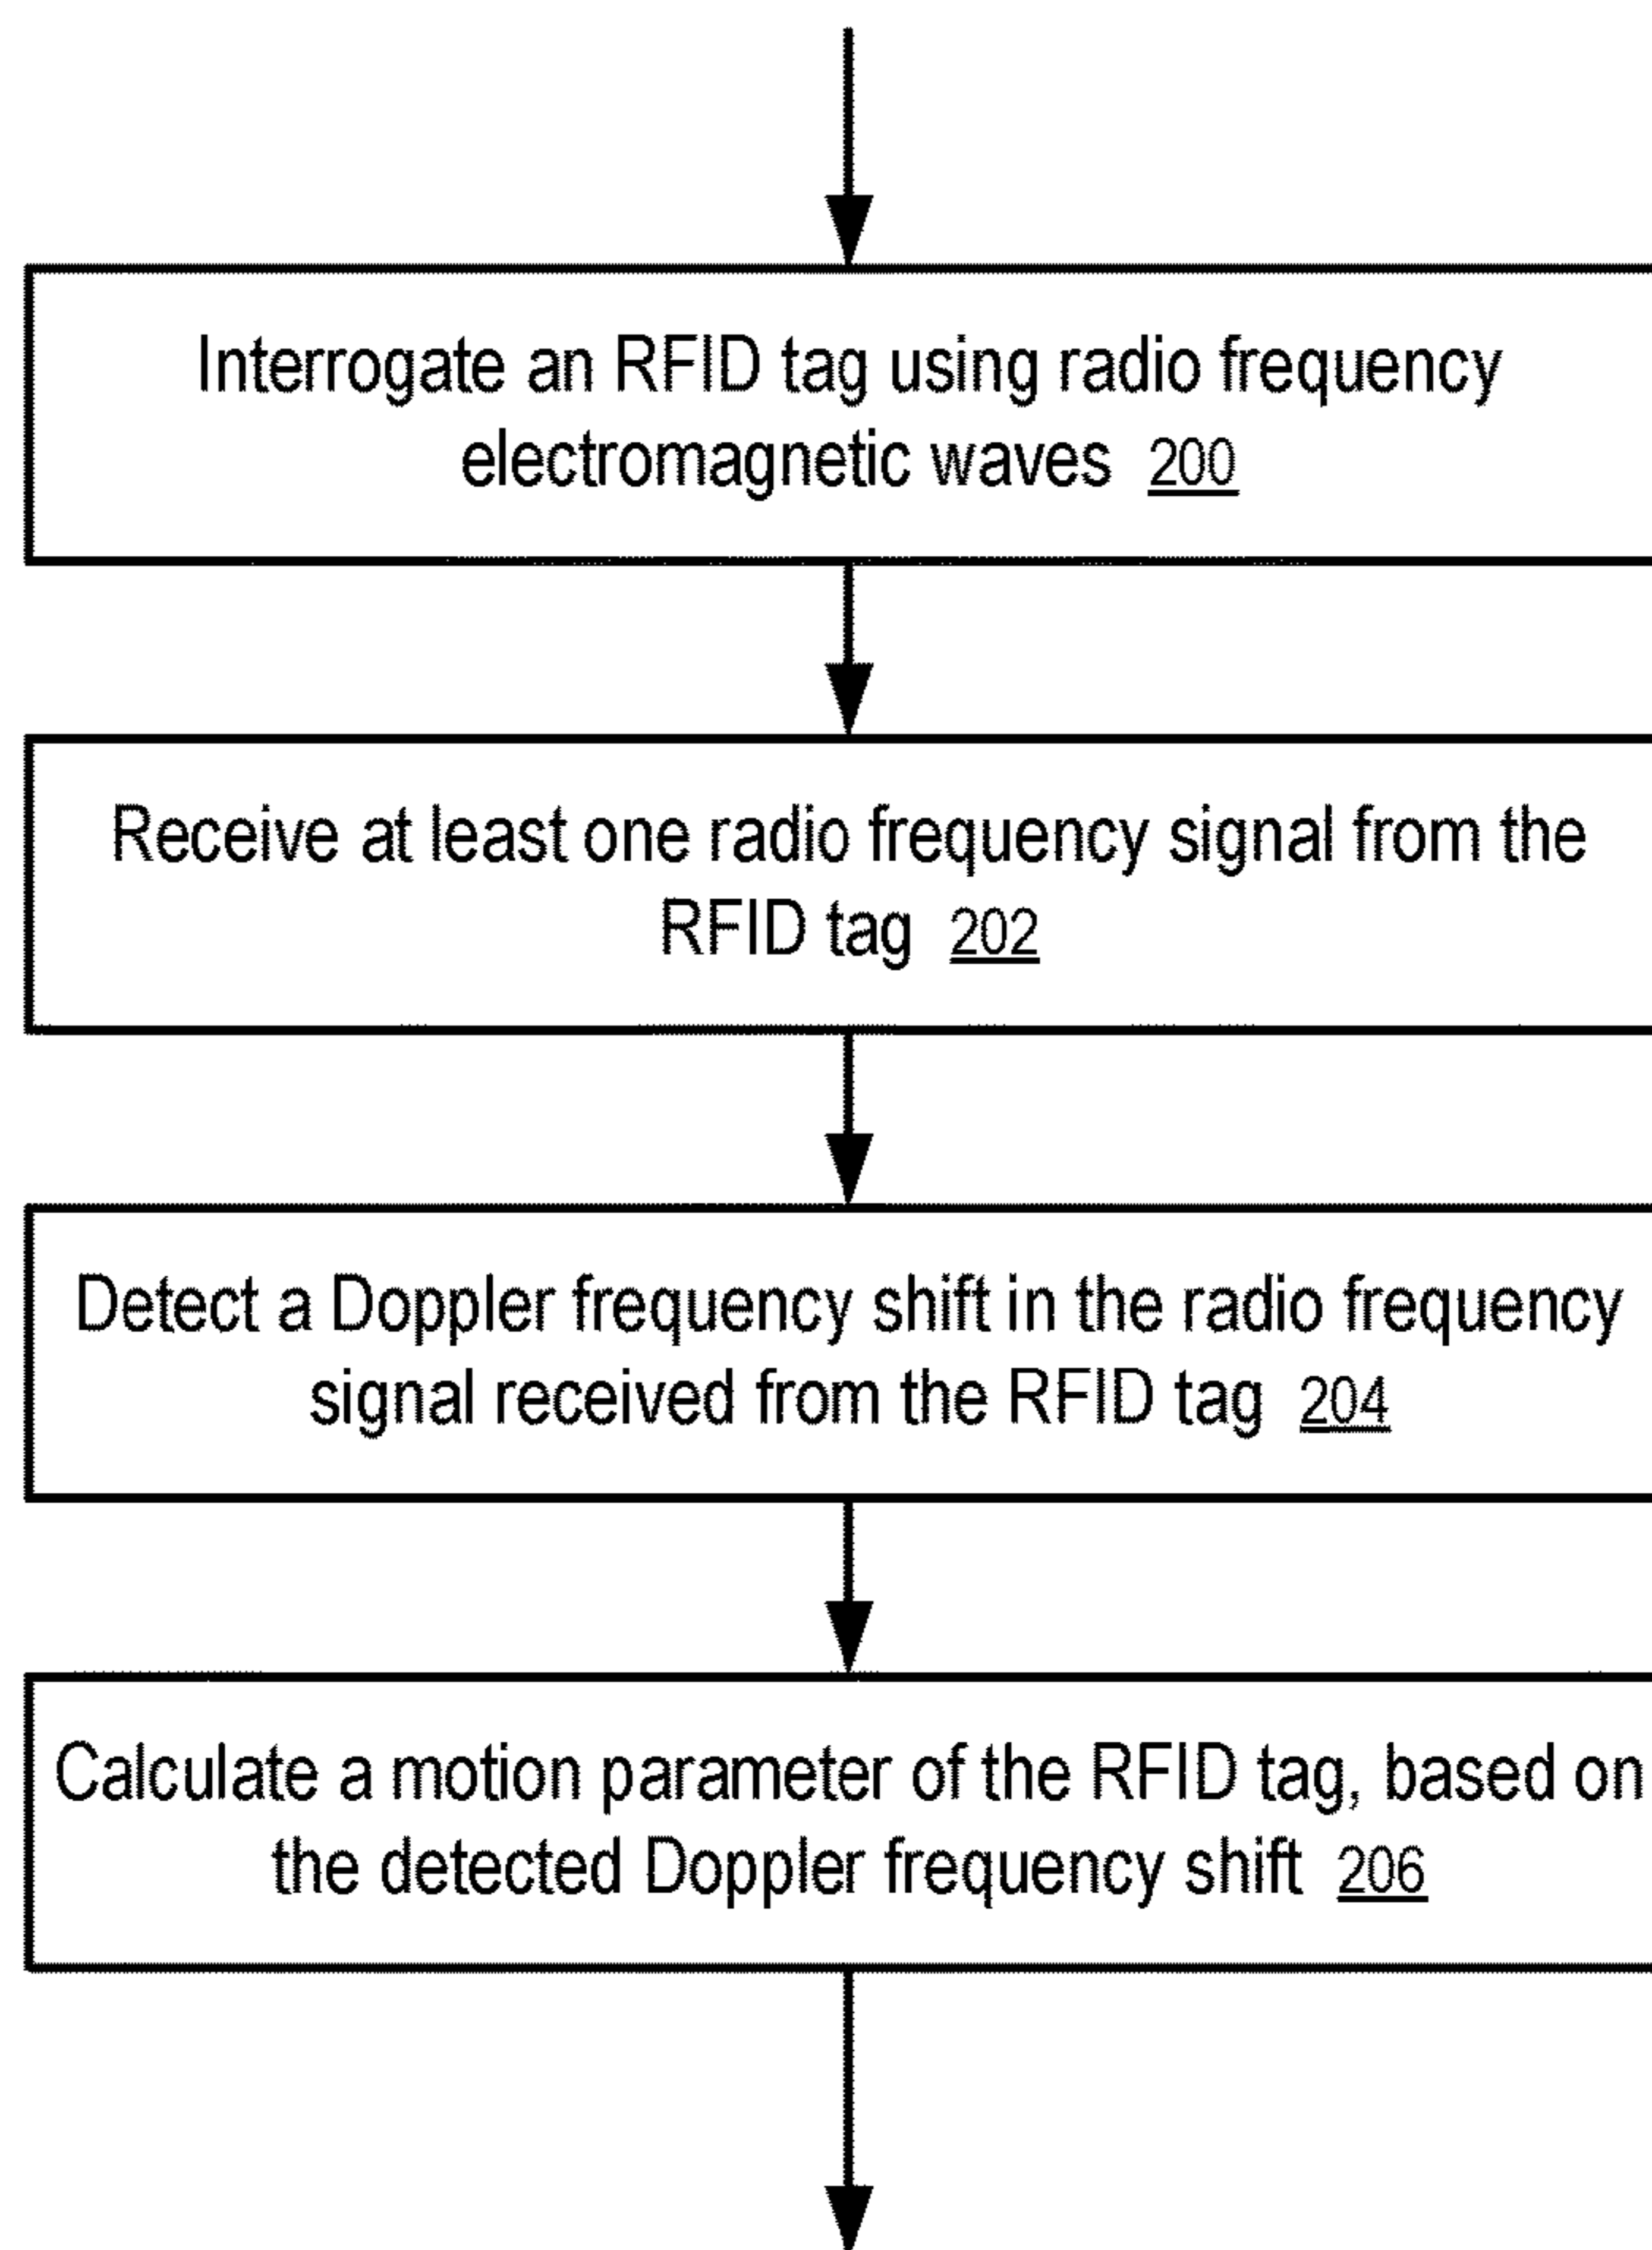 Interrogate an RFID tag using radio frequency
electromagnetic waves 200
Receive at least one radio frequency signal from the
RFID tag 202
Detect a Doppler frequency shift in the radio frequency
signal received from the RFID tag 204
Calculate a motion parameter of the RFID tag, based on
the detected Doppler frequency shift 206